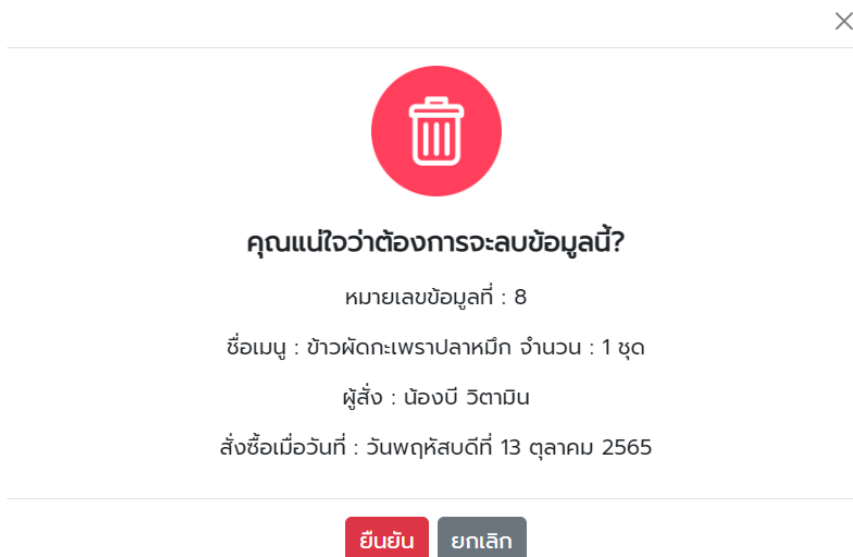 คุณแน่ใจว่าต้องการจะลบข้อมูลนี้?
หมายเลขข้อมูลที่ : 8
ชื่อเมนู : ข้าวผัดกะเพราปลาหมึก จำนวน : 1 ชุด
ผู้สั่ง : น้องบี วิตามิน
สั่งซื้อเมื่อวันที่ : วันพฤหัสบดีที่ 13 ตุลาคม 2565
ยืนยัน ยกเลิก